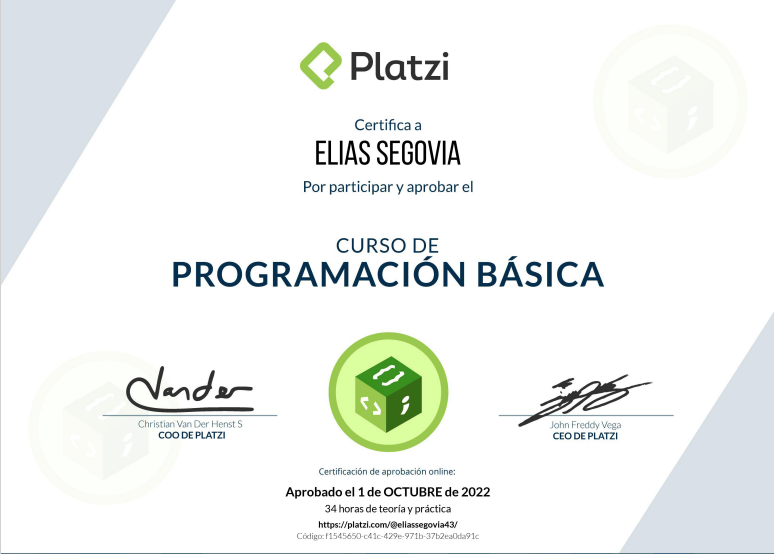 Platzi
Certifica a
ELIAS SEGOVIA
Por participar y aprobar el
CURSO DE
PROGRAMACIÓN BÁSICA
Vander
Christian Van Der Henst S
COO DE PLATZI
John Freddy Vega
CEO DE PLATZI
Certificación de aprobación online:
Aprobado el 1 de OCTUBRE de 2022
34 horas de teoría y práctica
https://platzi.com/@eliassegovia43/
Código: f1545650-c41c-429e-971b-37b2ea0da91c